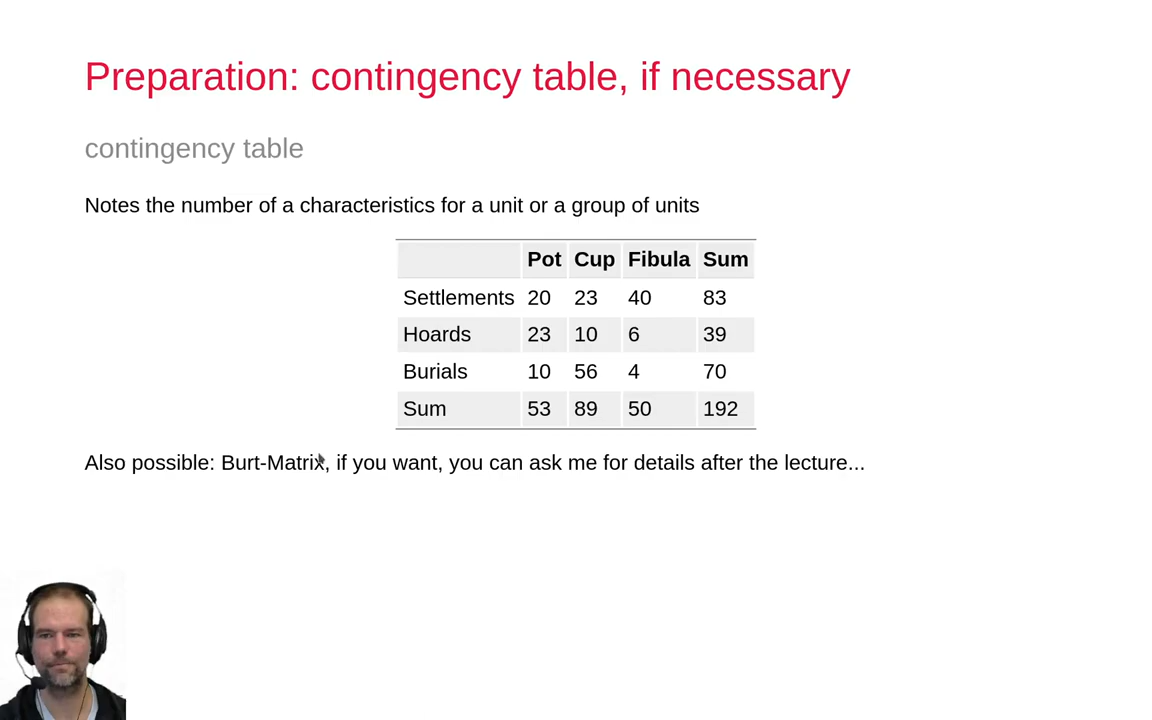 Preparation: contingency table, if necessary
contingency table
Notes the number of a characteristics for a unit or a group of units
Pot Cup Fibula Sum
Settlements 20 23 40 83
Hoards 23 10 6 39
Burials 10 56 4 70
Sum 53 89 50 192
Also possible: Burt-Matrix, if you want, you can ask me for details after the lecture...